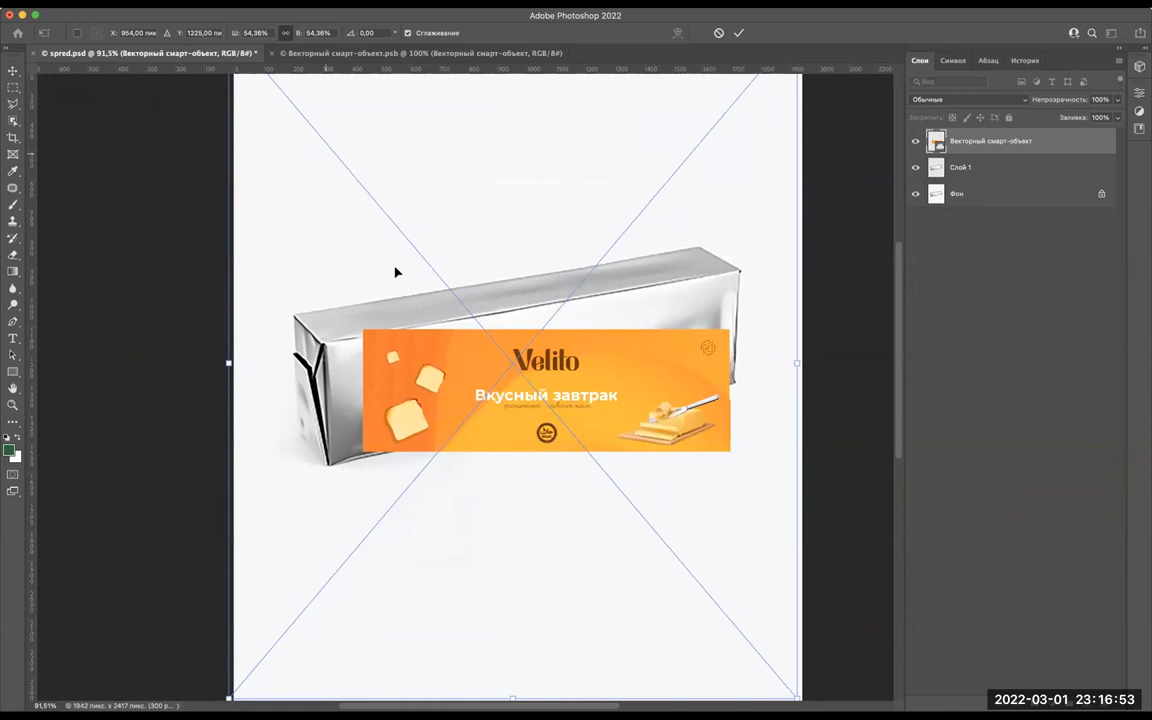 Adobe Photoshop 2022
X: 954,00 пик Y: 1225,00 пи Ш: 54,36% В: 54,36% 0,00 ° Сглаживание
spred.psd @ 91,5% (Векторный смарт-объект, RGB/8#) *
Векторный смарт-объект.psb @ 100% (Векторный смарт-объект, RGB/8#)
Слои Символ Абзац История
Вид
Обычные Непрозрачность: 100%
Закрепить: Заливка: 100%
Векторный смарт-объект
Слой 1
Фон
Velito
Вкусный завтрак
91,51% 1942 пикс. x 2417 пикс. (300 p...
2022-03-01 23:16:53